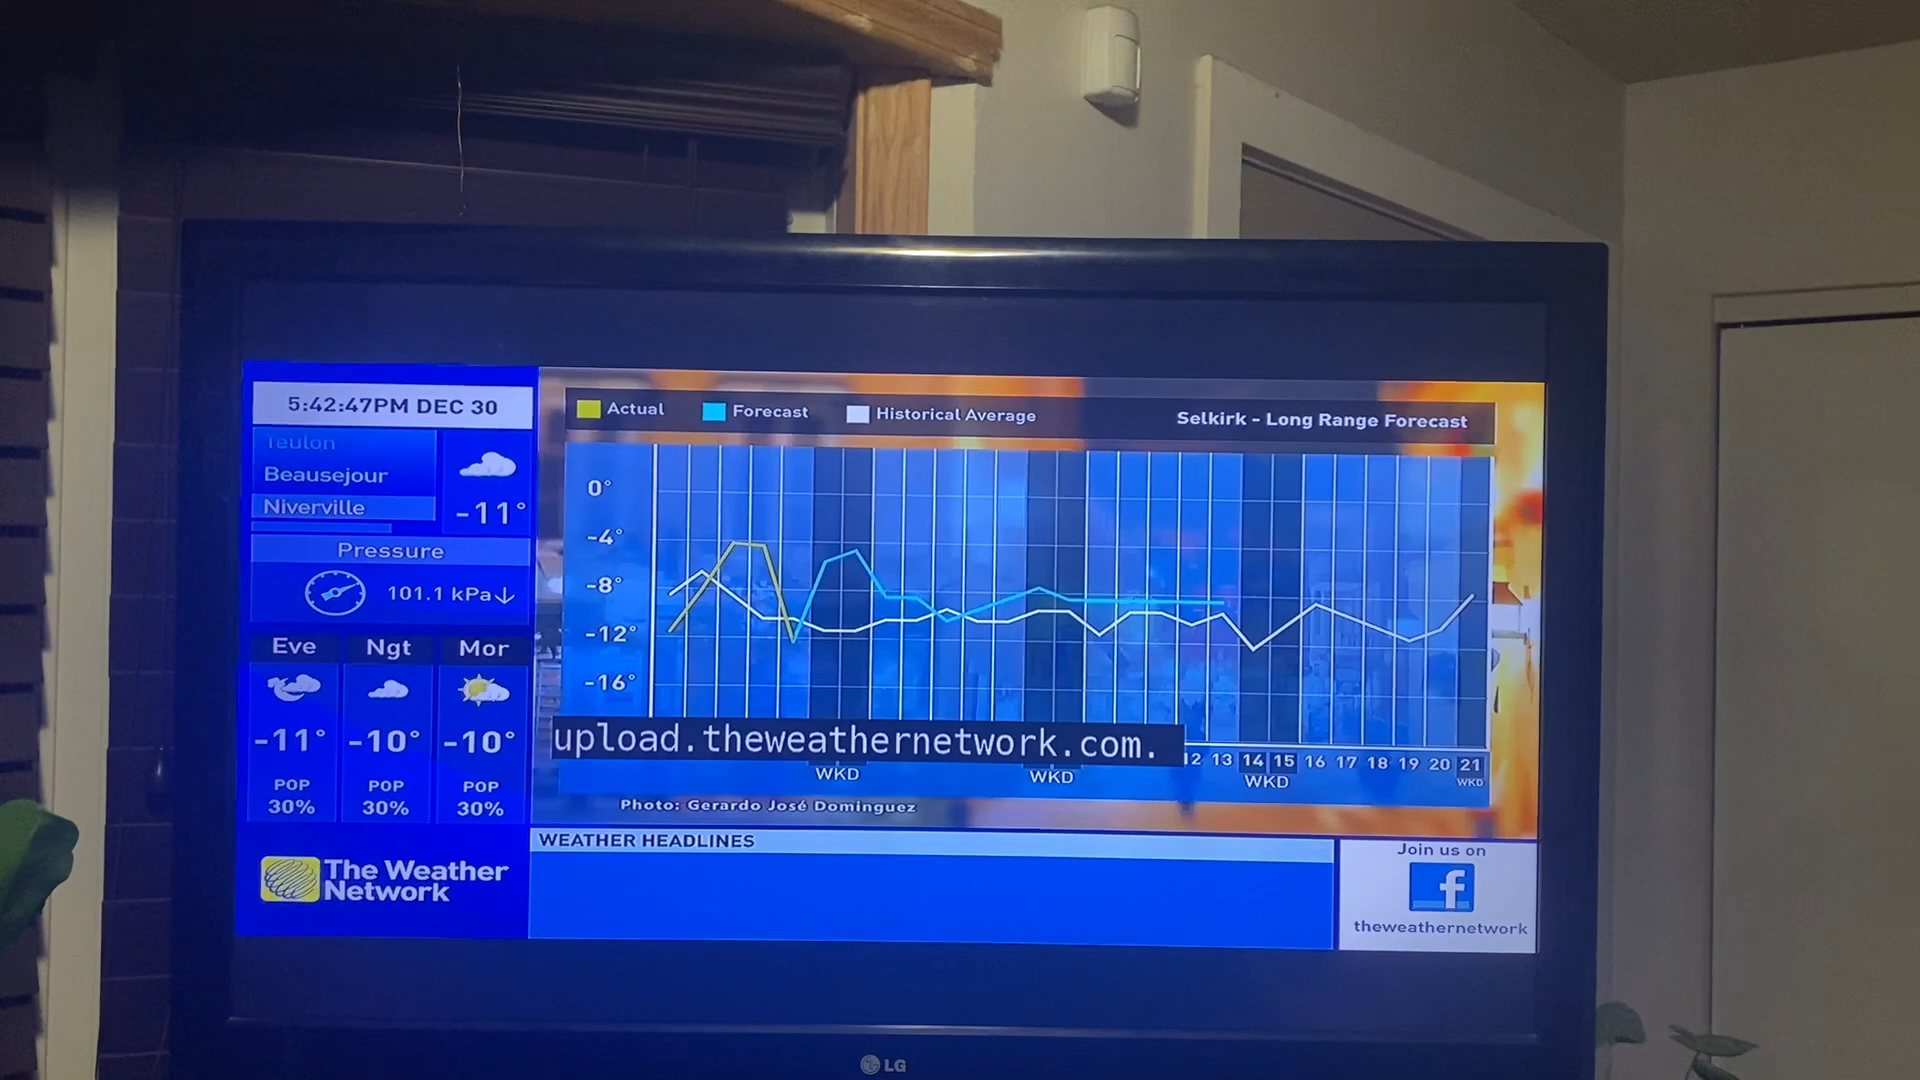 5:42:47PM DEC 30
Teulon
Beausejour
Niverville
-11°
Pressure
101.1 kPa↓
Eve Ngt Mor
-11° -10° -10°
POP POP POP
30% 30% 30%
The Weather
Network
Actual Forecast Historical Average Selkirk - Long Range Forecast
0°
-4°
-8°
-12°
-16°
upload.theweathernetwork.com.
12 13 14 15 16 17 18 19 20 21
WKD WKD WKD WKD
Photo: Gerardo José Dominguez
WEATHER HEADLINES
Join us on
f
theweathernetwork
LG